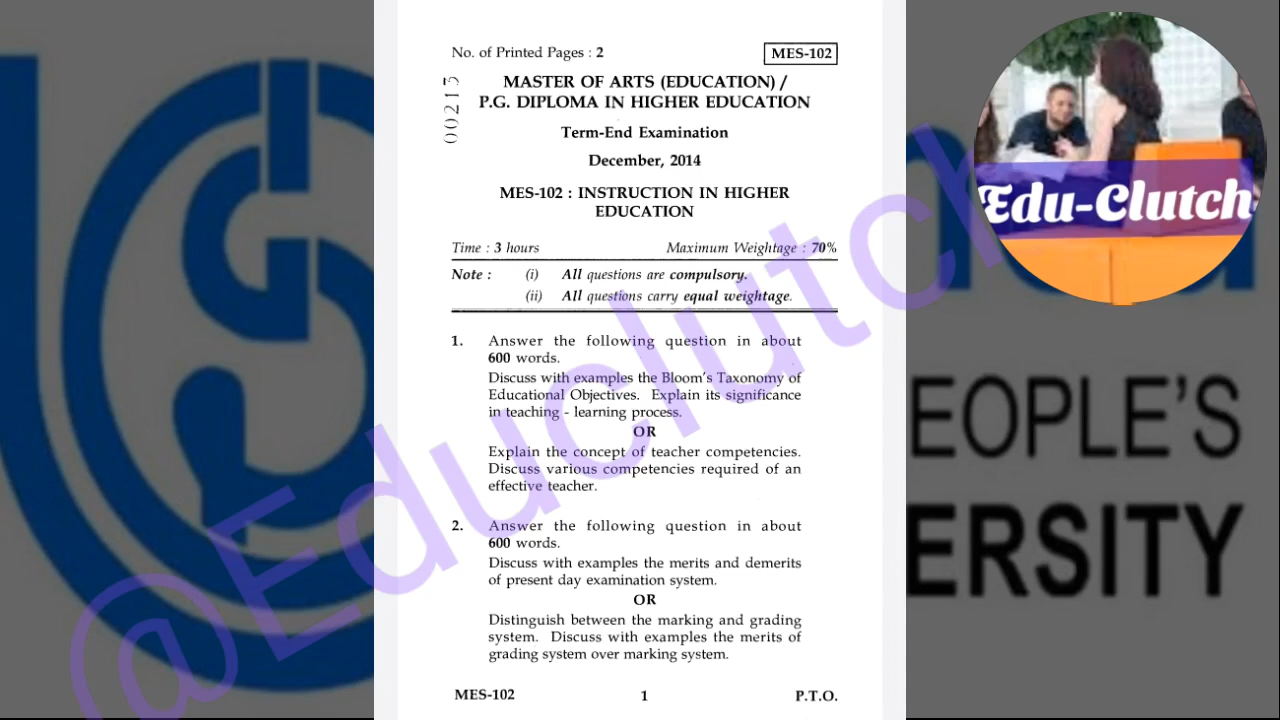 No. of Printed Pages : 2
MES-102
00215
MASTER OF ARTS (EDUCATION) /
P.G. DIPLOMA IN HIGHER EDUCATION
Term-End Examination
December, 2014
MES-102 : INSTRUCTION IN HIGHER
EDUCATION
Time : 3 hours
Maximum Weightage : 70%
Note :
(i) All questions are compulsory.
(ii) All questions carry equal weightage.
1. Answer the following question in about
600 words.
Discuss with examples the Bloom's Taxonomy of
Educational Objectives. Explain its significance
in teaching - learning process.
OR
Explain the concept of teacher competencies.
Discuss various competencies required of an
effective teacher.
2. Answer the following question in about
600 words.
Discuss with examples the merits and demerits
of present day examination system.
OR
Distinguish between the marking and grading
system. Discuss with examples the merits of
grading system over marking system.
MES-102
1
P.T.O.
@Educlutch
Edu-Clutch
EOPLE'S
ERSITY